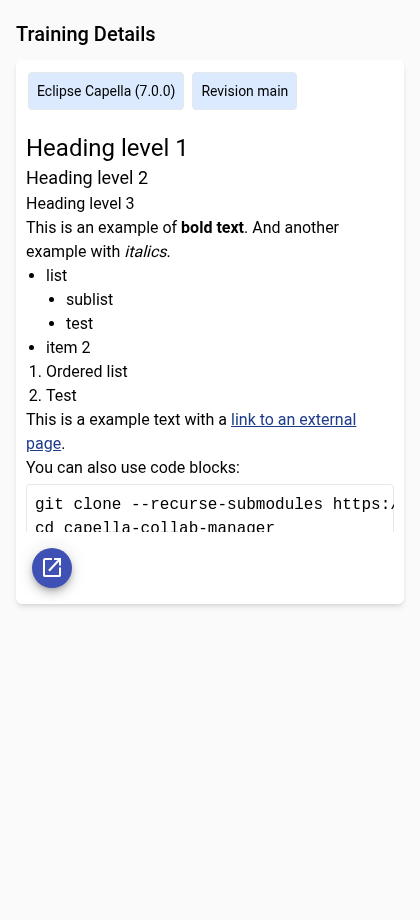 Training Details
Eclipse Capella (7.0.0) Revision main
Heading level 1
Heading level 2
Heading level 3
This is an example of bold text. And another
example with italics.
• list
• sublist
• test
• item 2
1. Ordered list
2. Test
This is a example text with a link to an external
page.
You can also use code blocks:
git clone --recurse-submodules https:/
cd capella-collab-manager